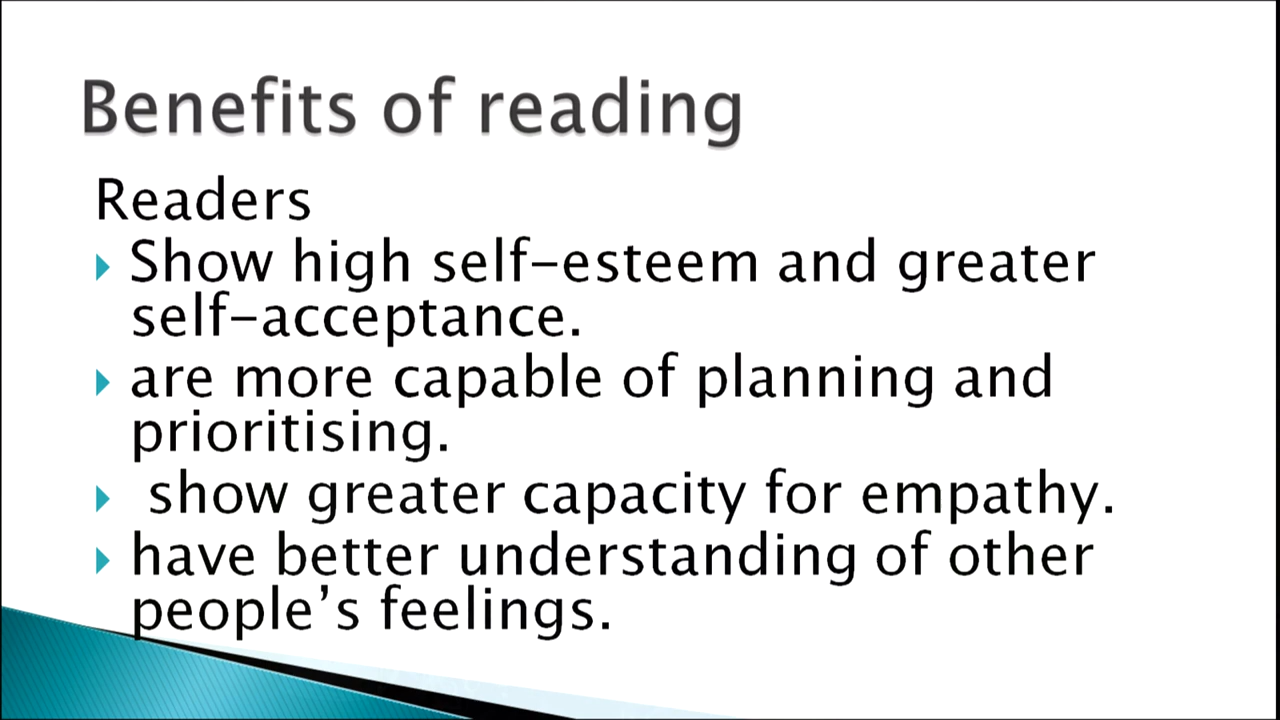 Benefits of reading
Readers
Show high self-esteem and greater
self-acceptance.
are more capable of planning and
prioritising.
show greater capacity for empathy.
have better understanding of other
people’s feelings.